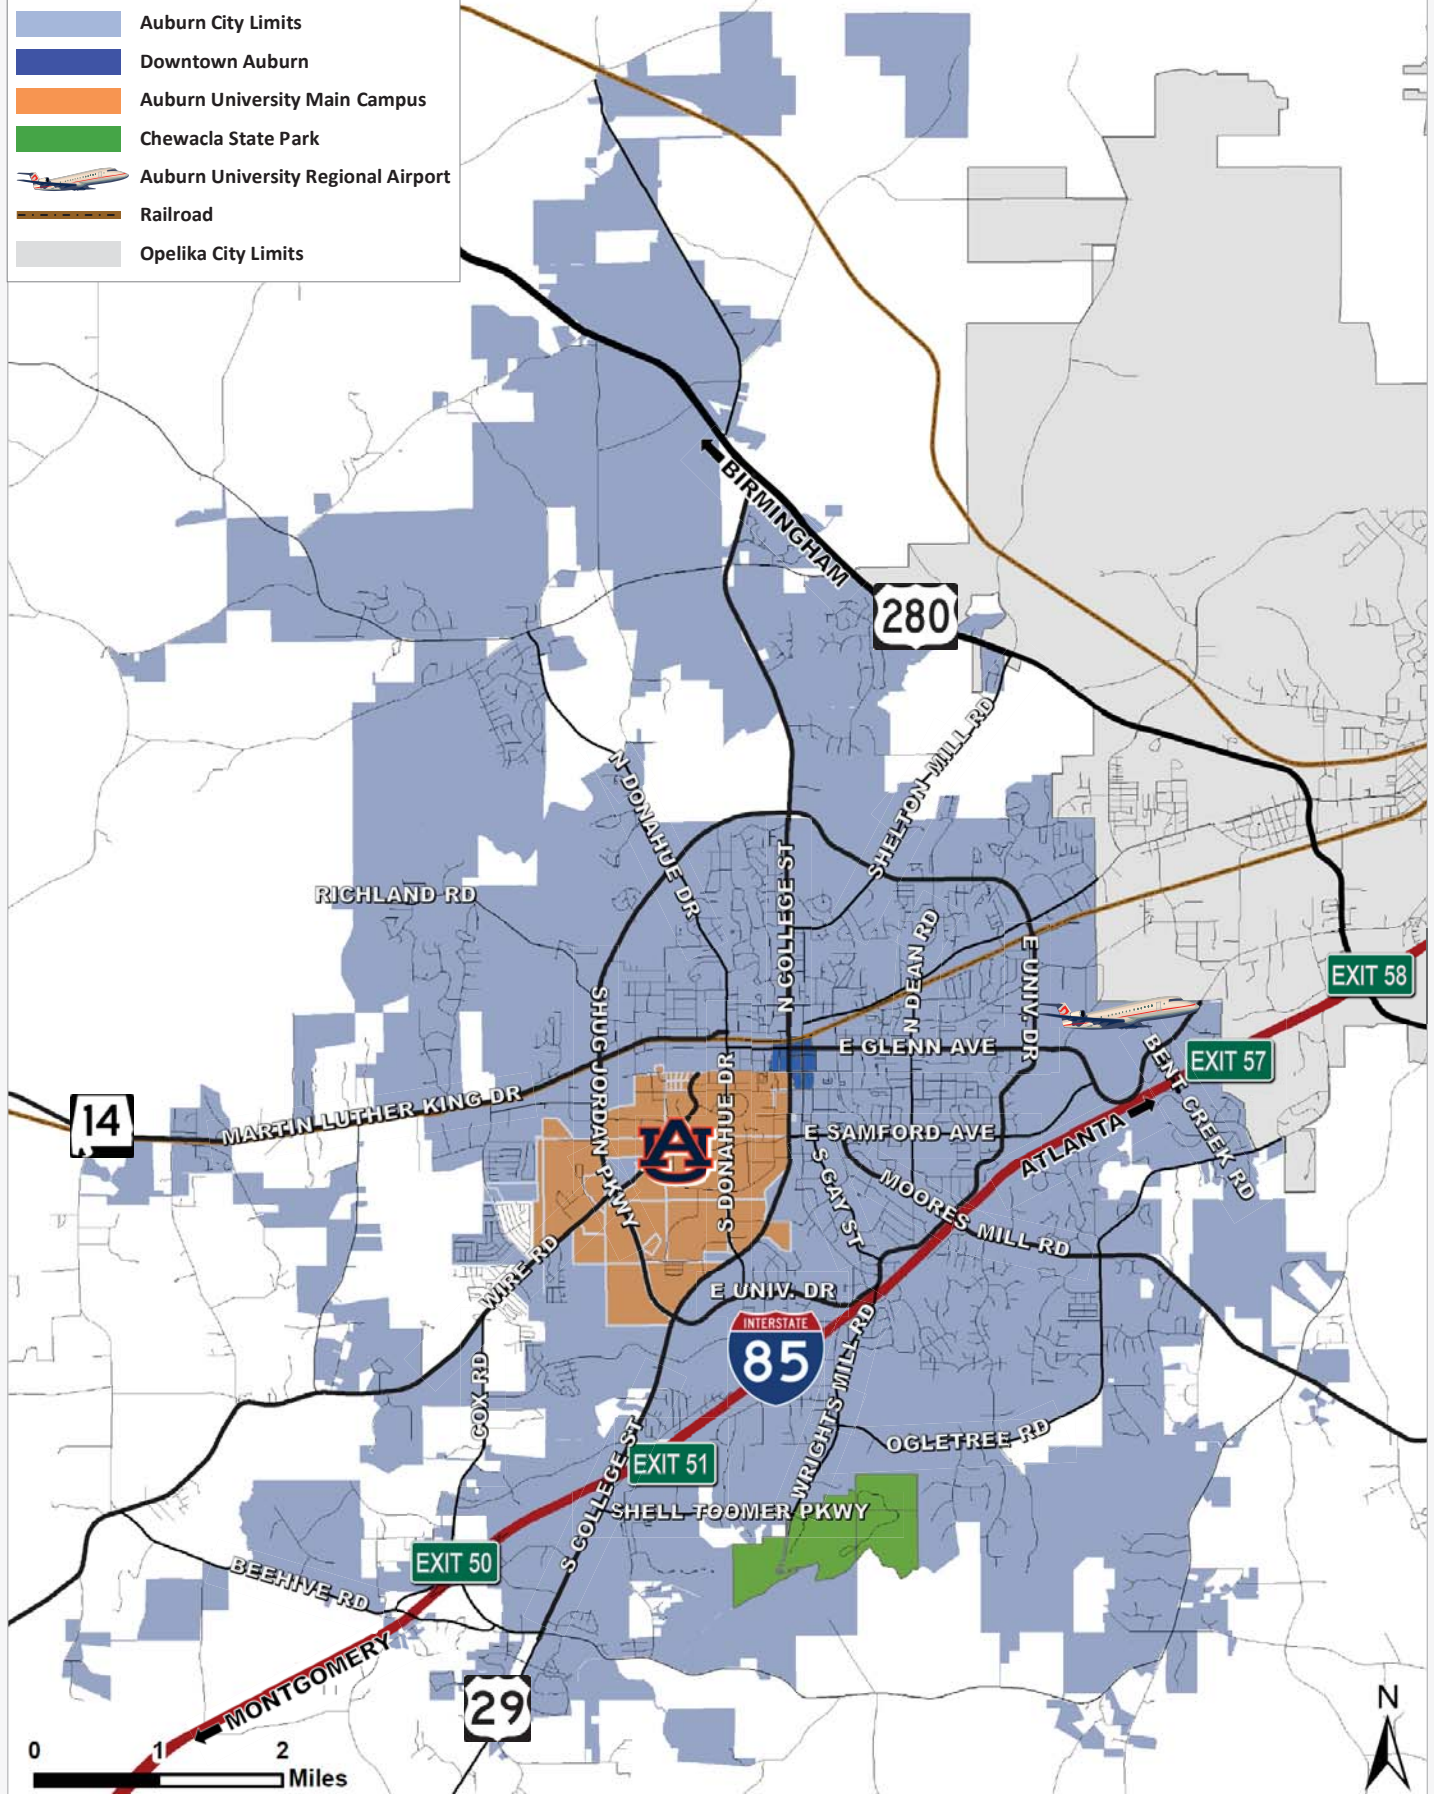 Auburn City Limits
Downtown Auburn
Auburn University Main Campus
Chewacla State Park
Auburn University Regional Airport
Railroad
Opelika City Limits
BIRMINGHAM
280
SHELTON MILL RD
N DONAHUE DR
RICHLAND RD
N COLLEGE ST
N DEAN RD
E UNIV. DR
EXIT 58
SHUG JORDAN PKWY
E GLENN AVE
BENT CREEK RD
EXIT 57
14
MARTIN LUTHER KING DR
S DONAHUE DR
AU
E SAMFORD AVE
ATLANTA
S GAY ST
MOORES MILL RD
WIRE RD
E UNIV. DR
INTERSTATE
85
COX RD
WRIGHTS MILL RD
S COLLEGE ST
OGLETREE RD
EXIT 51
SHELL TOOMER PKWY
EXIT 50
BEEHIVE RD
MONTGOMERY
29
N
0 1 2
Miles